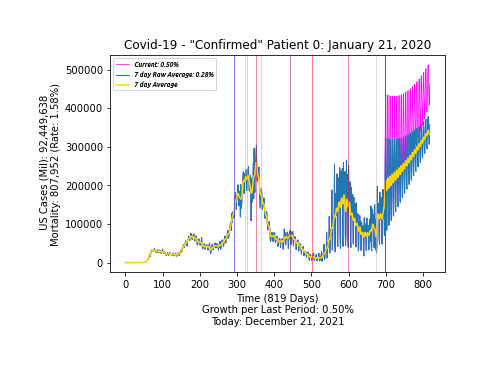 Covid-19 - "Confirmed" Patient 0: January 21, 2020
Current: 0.50%
7 day Raw Average: 0.28%
7 day Average
US Cases (Mil): 92,449,638
Mortality: 807,952 (Rate: 1.58%)
500000
400000
300000
200000
100000
0
0 100 200 300 400 500 600 700 800
Time (819 Days)
Growth per Last Period: 0.50%
Today: December 21, 2021